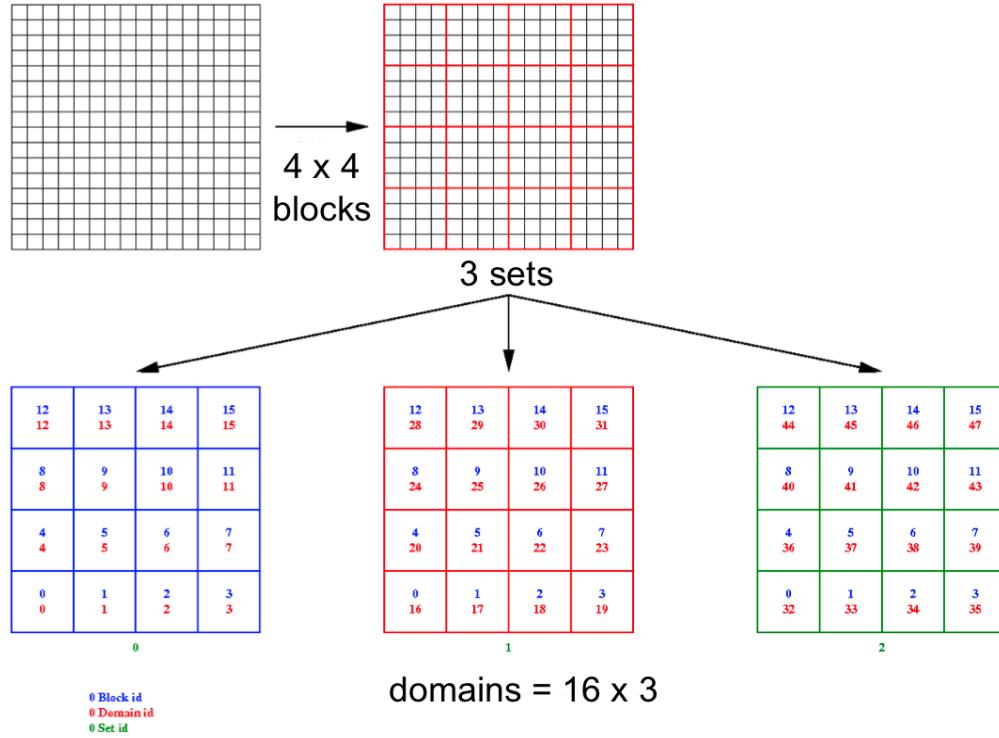 4 x 4
blocks
3 sets
12 13 14 15
12 13 14 15
8 9 10 11
8 9 10 11
4 5 6 7
4 5 6 7
0 1 2 3
0 1 2 3
0
12 13 14 15
28 29 30 31
8 9 10 11
24 25 26 27
4 5 6 7
20 21 22 23
0 1 2 3
16 17 18 19
1
12 13 14 15
44 45 46 47
8 9 10 11
40 41 42 43
4 5 6 7
36 37 38 39
0 1 2 3
32 33 34 35
2
domains = 16 x 3
0 Block id
0 Domain id
0 Set id